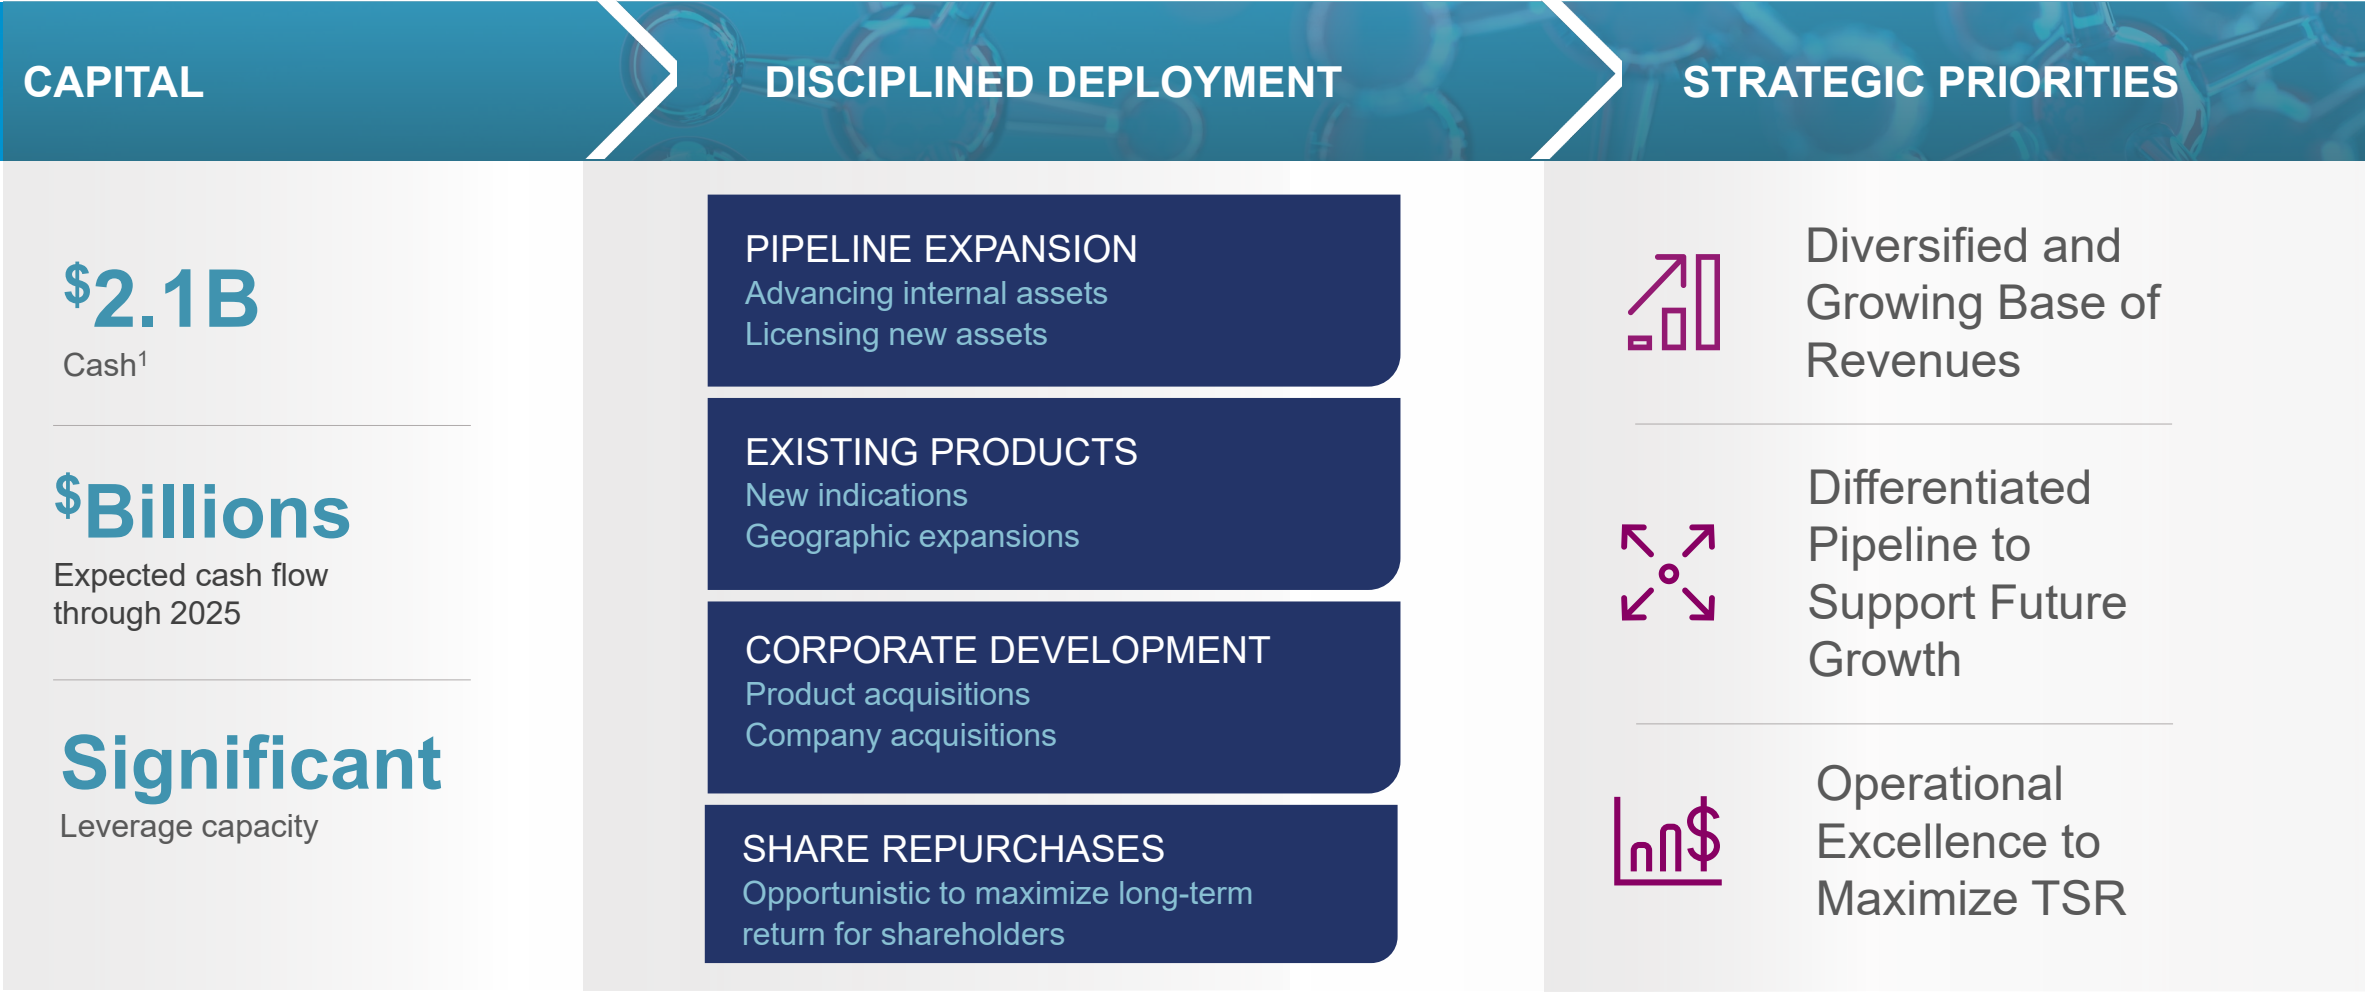 CAPITAL
DISCIPLINED DEPLOYMENT
STRATEGIC PRIORITIES
$2.1B
Cash1
$Billions
Expected cash flow
through 2025
Significant
Leverage capacity
PIPELINE EXPANSION
Advancing internal assets
Licensing new assets
EXISTING PRODUCTS
New indications
Geographic expansions
CORPORATE DEVELOPMENT
Product acquisitions
Company acquisitions
SHARE REPURCHASES
Opportunistic to maximize long-term
return for shareholders
Diversified and
Growing Base of
Revenues
Differentiated
Pipeline to
Support Future
Growth
$
Operational
Excellence to
Maximize TSR